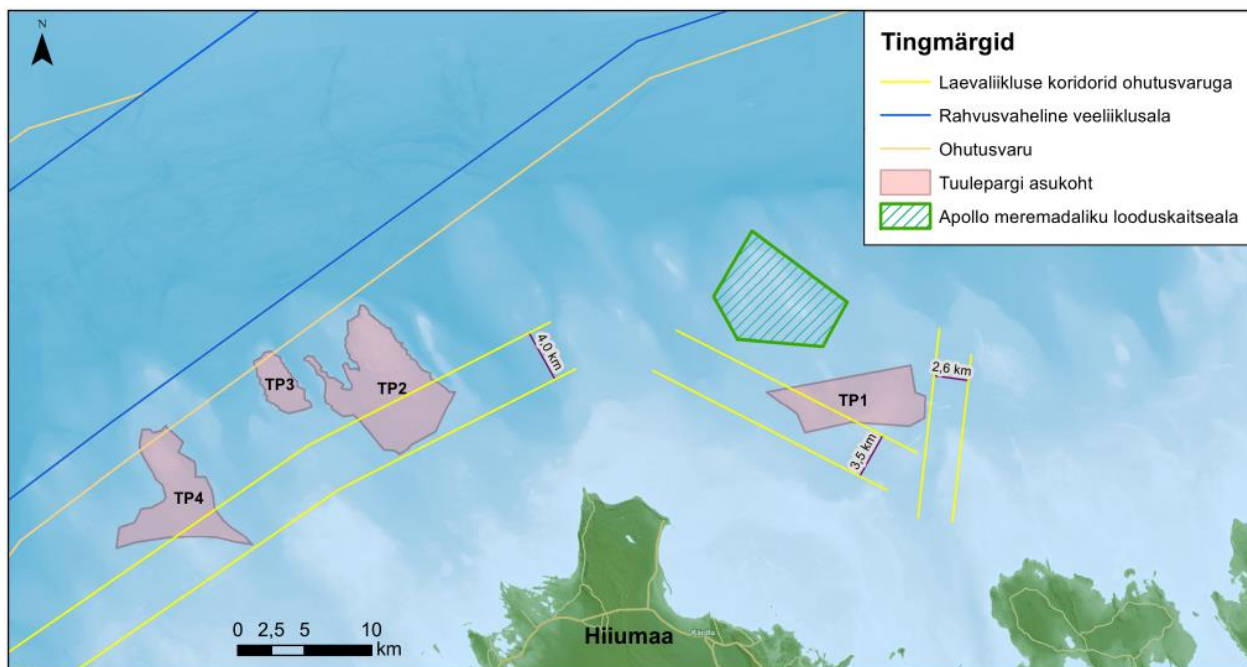 N
Tingmärgid
Laevaliikluse koridorid ohutusvaruga
Rahvusvaheline veeliiklusala
Ohutusvaru
Tuulepargi asukoht
Apollo meremadaliku looduskaitseala
4,0 km
2,6 km
TP3
TP2
TP1
3,5 km
TP4
0 2,5 5 10
km
Hiiumaa
Kärdla